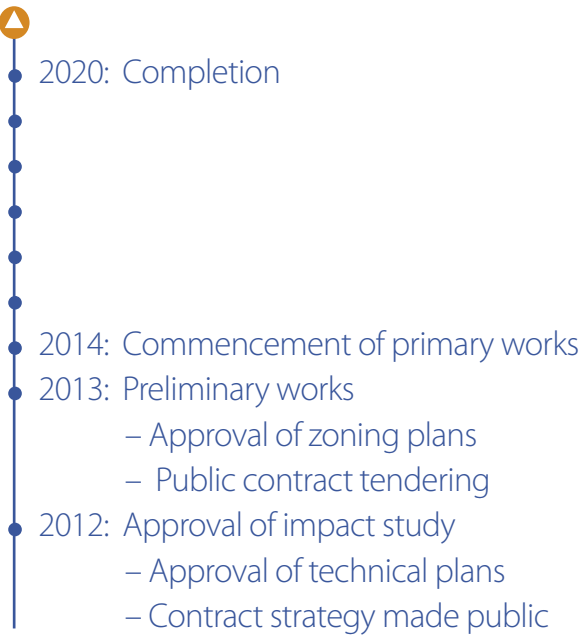 2020: Completion
2014: Commencement of primary works
2013: Preliminary works
– Approval of zoning plans
– Public contract tendering
2012: Approval of impact study
– Approval of technical plans
– Contract strategy made public